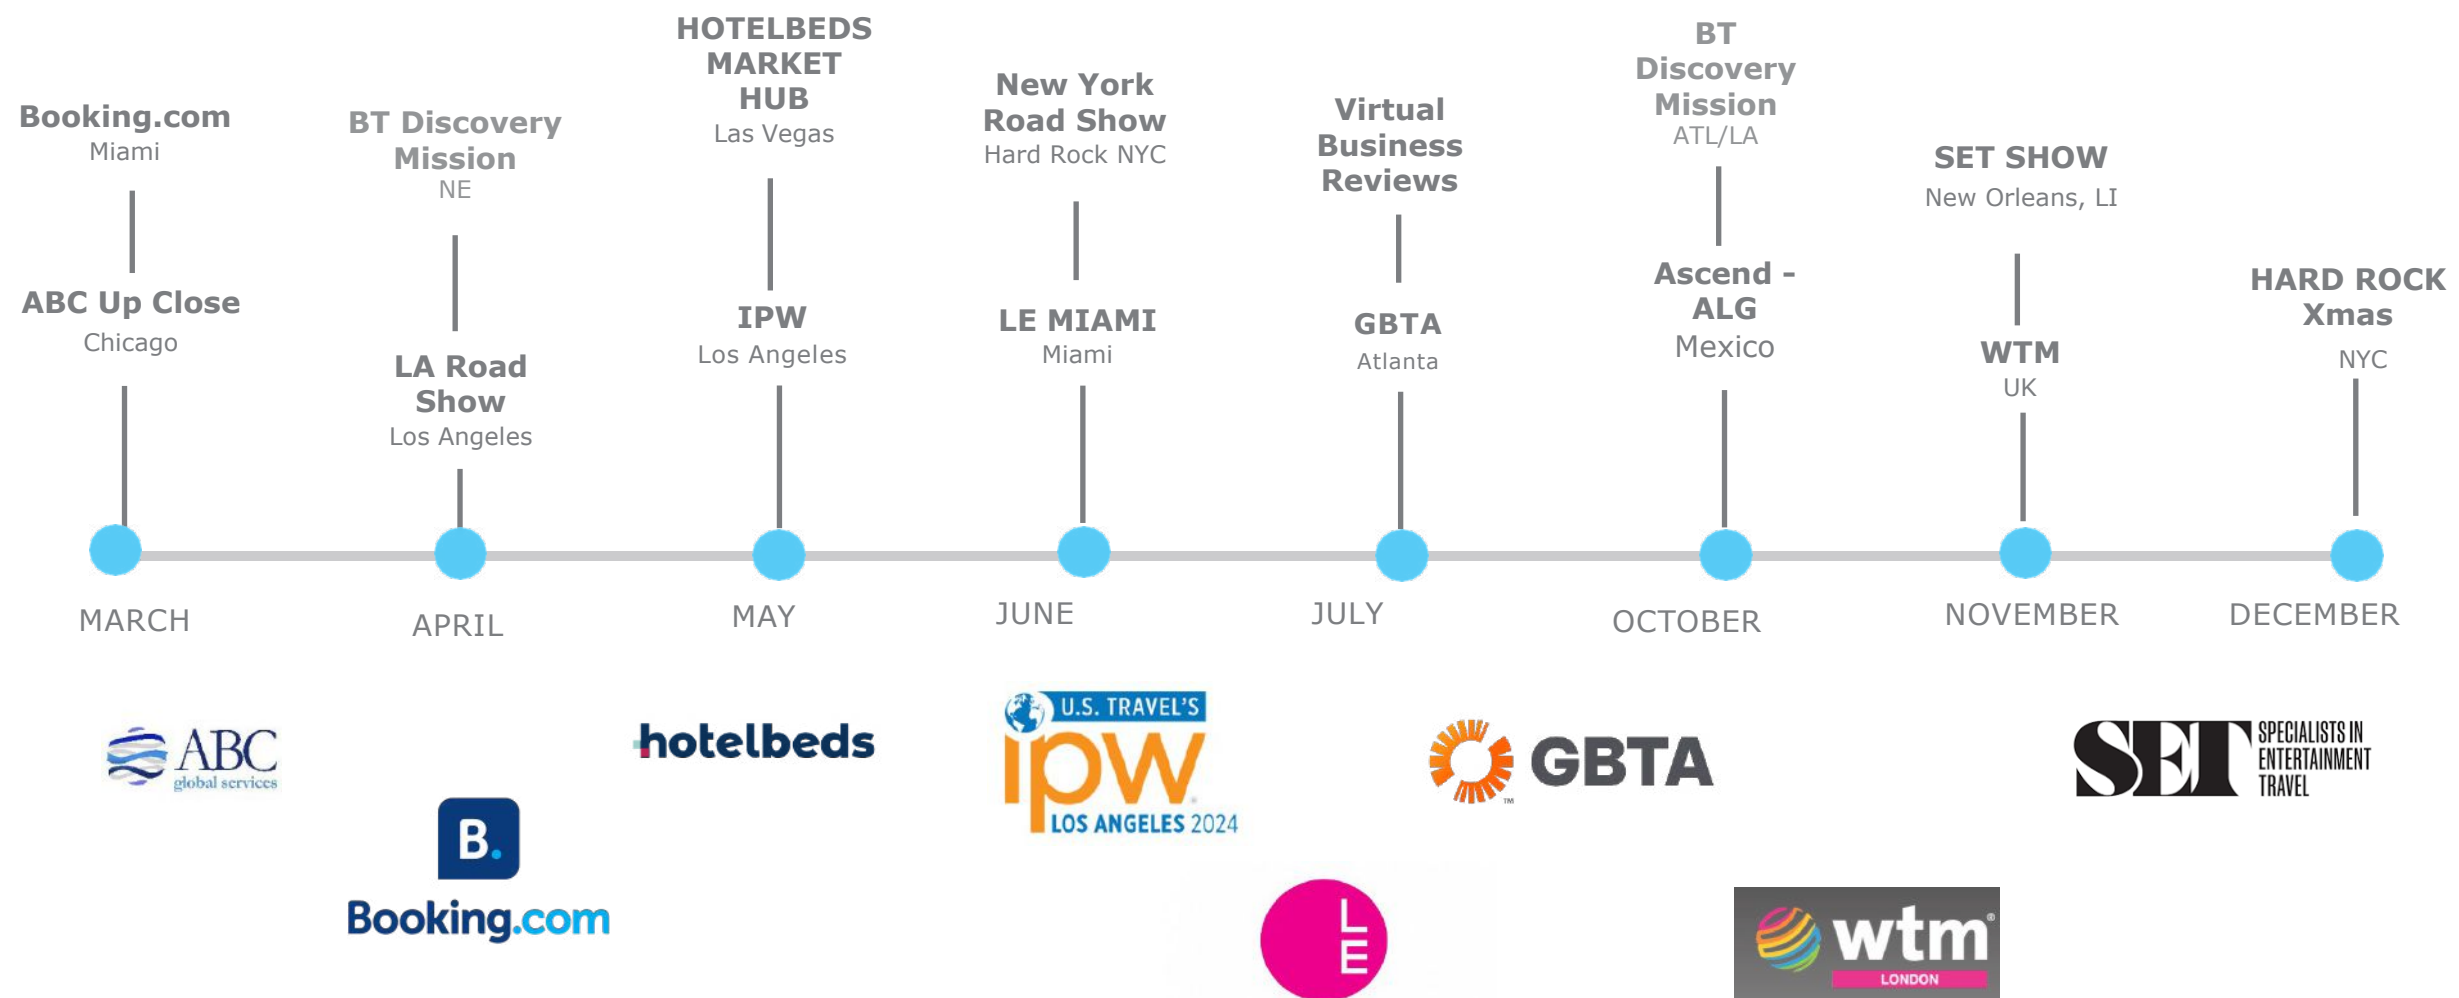 Booking.com
Miami
ABC Up Close
Chicago
BT Discovery
Mission
NE
LA Road
Show
Los Angeles
HOTELBEDS
MARKET
HUB
Las Vegas
IPW
Los Angeles
New York
Road Show
Hard Rock NYC
LE MIAMI
Miami
Virtual
Business
Reviews
GBTA
Atlanta
BT
Discovery
Mission
ATL/LA
Ascend -
ALG
Mexico
SET SHOW
New Orleans, LI
WTM
UK
HARD ROCK
Xmas
NYC
MARCH
APRIL
MAY
JUNE
JULY
OCTOBER
NOVEMBER
DECEMBER
ABC
global services
B.
Booking.com
hotelbeds
U.S. TRAVEL'S
ipw
LOS ANGELES 2024
LE
GBTA
TM
wtm®
LONDON
SET
SPECIALISTS IN
ENTERTAINMENT
TRAVEL